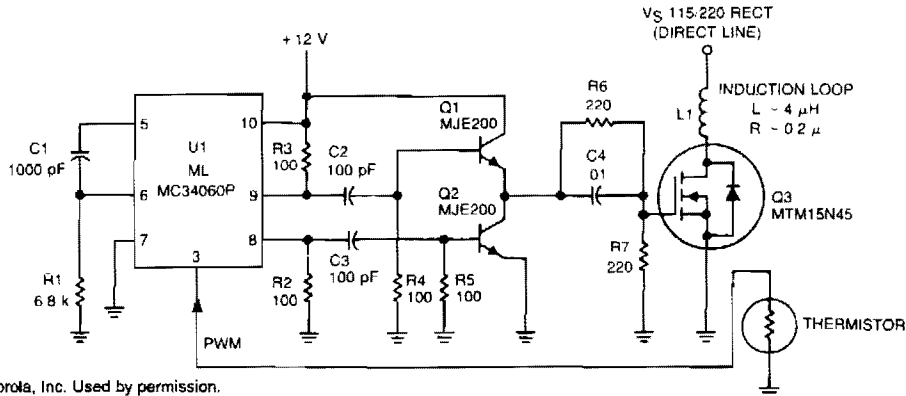 VS 115/220 RECT
(DIRECT LINE)
+ 12 V
INDUCTION LOOP
L ~ 4 μH
R ~ 0.2 μ
L1
R6
220
Q1
MJE200
5
10
U1
ML
MC34060P
C1
1000 pF
R3
100
C2
100 pF
C4
01
Q3
MTM15N45
6
9
Q2
MJE200
7
8
3
C3
100 pF
R7
220
R1
6.8 k
R2
100
R4
100
R5
100
PWM
THERMISTOR
orola, Inc. Used by permission.